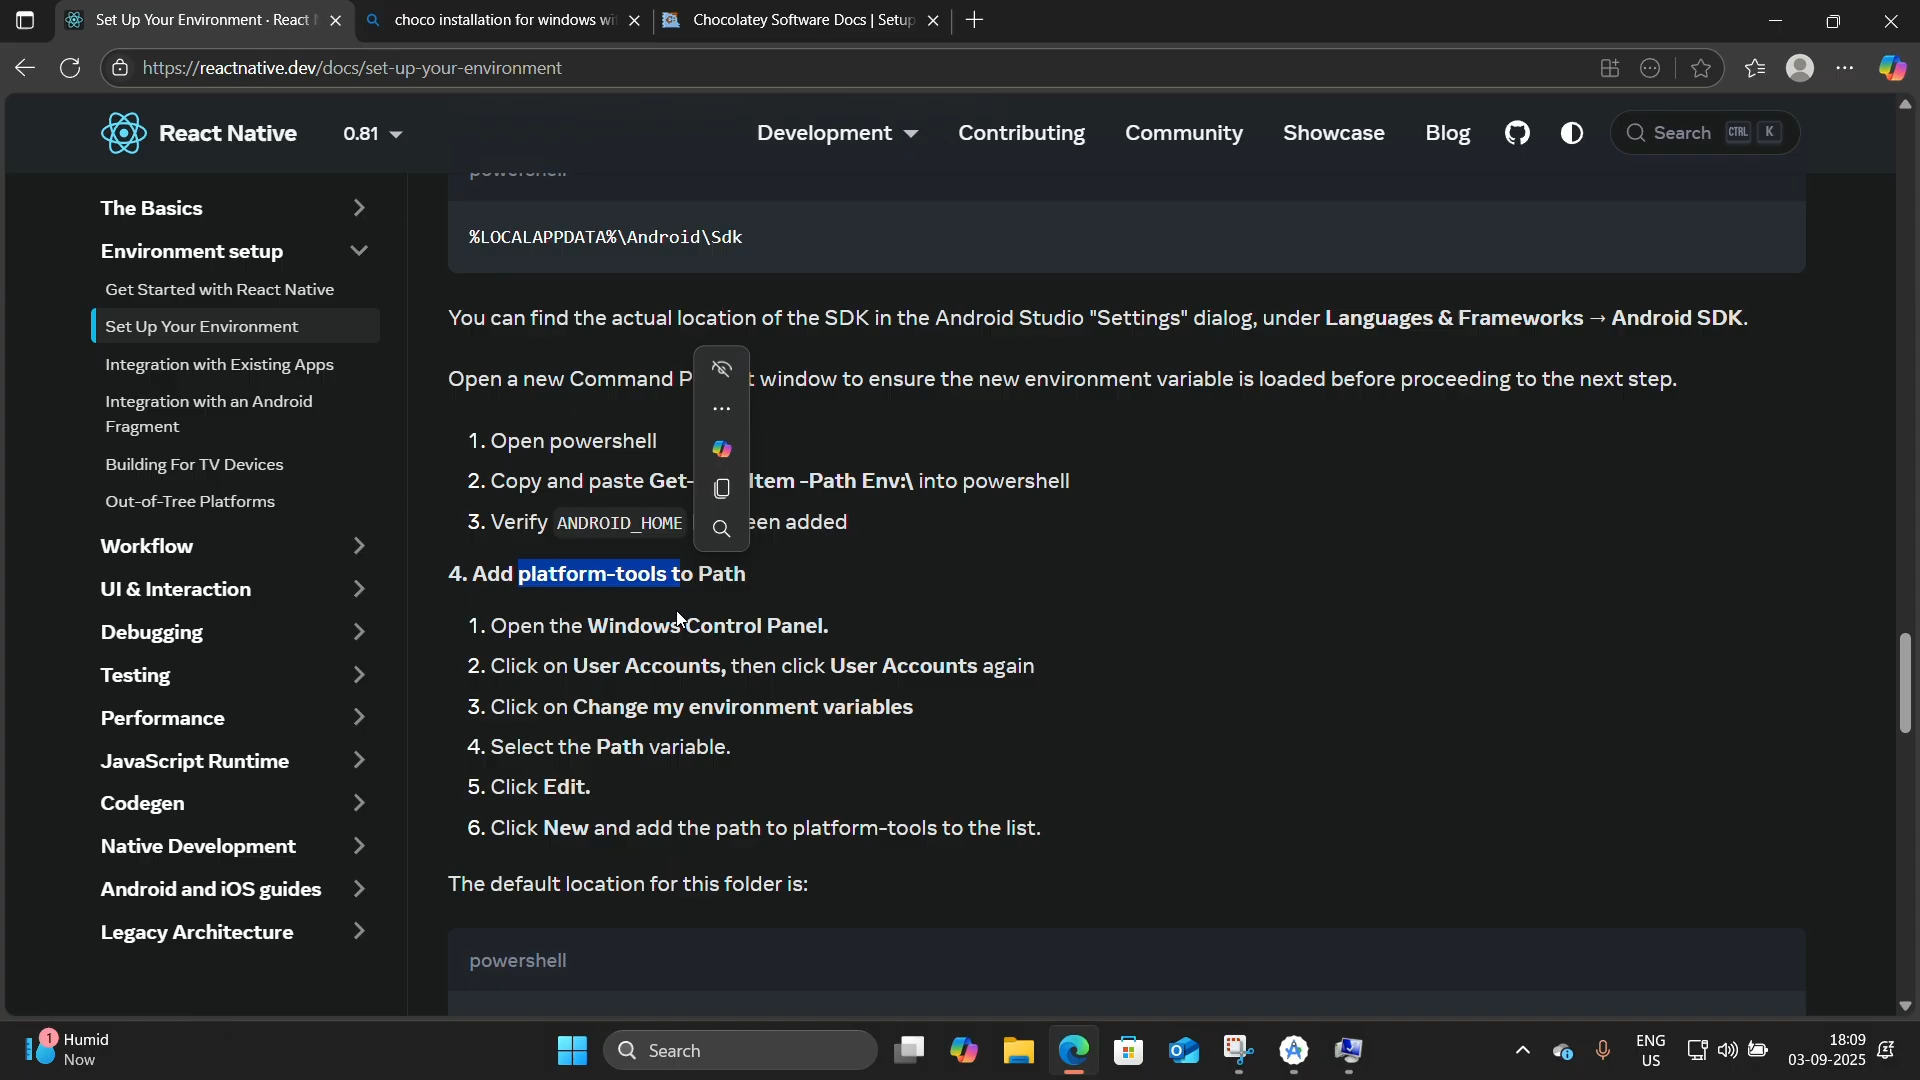 Set Up Your Environment · React
choco installation for windows wi
Chocolatey Software Docs | Setup
https://reactnative.dev/docs/set-up-your-environment
React Native
0.81
Development
Contributing
Community
Showcase
Blog
Search CTRL K
The Basics
Environment setup
Get Started with React Native
Set Up Your Environment
Integration with Existing Apps
Integration with an Android
Fragment
Building For TV Devices
Out-of-Tree Platforms
Workflow
UI & Interaction
Debugging
Testing
Performance
JavaScript Runtime
Codegen
Native Development
Android and iOS guides
Legacy Architecture
powershell
%LOCALAPPDATA%\Android\Sdk
You can find the actual location of the SDK in the Android Studio "Settings" dialog, under Languages & Frameworks → Android SDK.
Open a new Command P t window to ensure the new environment variable is loaded before proceeding to the next step.
1. Open powershell
2. Copy and paste Get- Item -Path Env:\ into powershell
3. Verify ANDROID_HOME een added
4. Add platform-tools to Path
1. Open the Windows Control Panel.
2. Click on User Accounts, then click User Accounts again
3. Click on Change my environment variables
4. Select the Path variable.
5. Click Edit.
6. Click New and add the path to platform-tools to the list.
The default location for this folder is:
powershell
1
Humid
Now
Search
ENG
US
18:09
03-09-2025